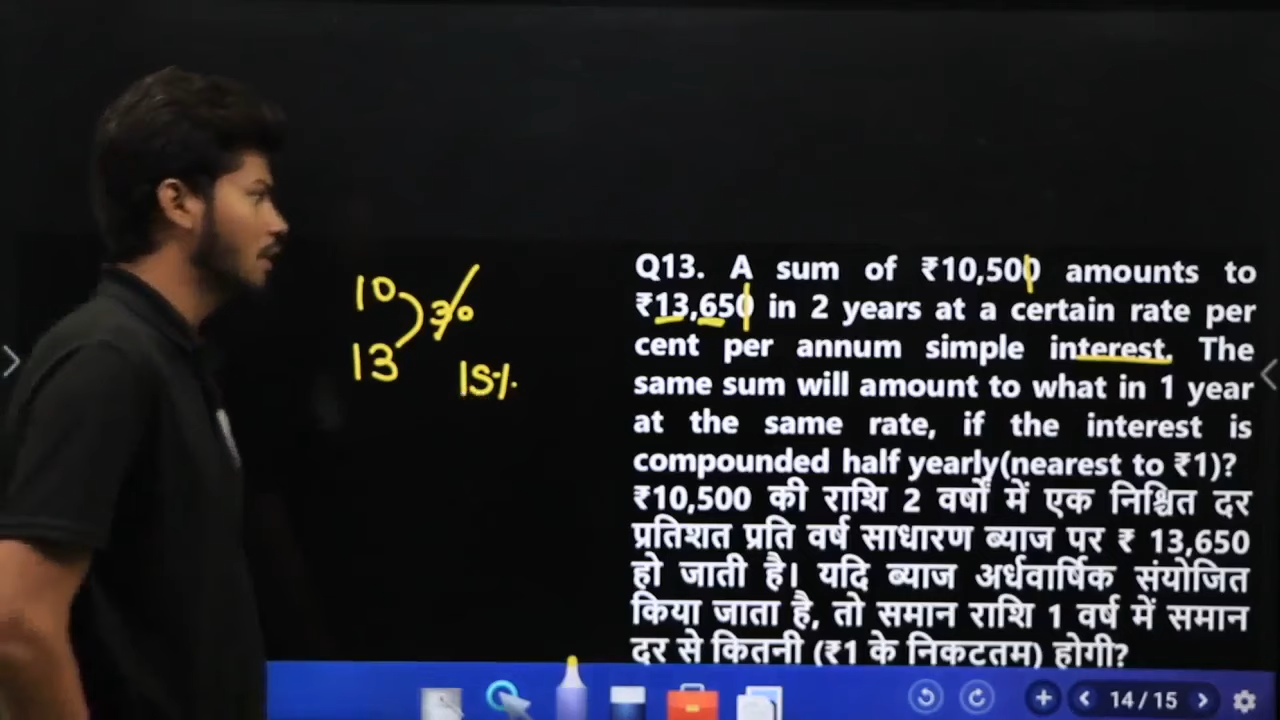 10
30
13
15%
Q13. A sum of ₹10,500 amounts to
₹13,650 in 2 years at a certain rate per
cent per annum simple interest. The
same sum will amount to what in 1 year
at the same rate, if the interest is
compounded half yearly(nearest to ₹1)?
₹10,500 की राशि 2 वर्षों में एक निश्चित दर
प्रतिशत प्रति वर्ष साधारण ब्याज पर ₹ 13,650
हो जाती है। यदि ब्याज अर्धवार्षिक संयोजित
किया जाता है, तो समान राशि 1 वर्ष में समान
दर से कितनी (₹1 के निकटतम) होगी?
14 / 15